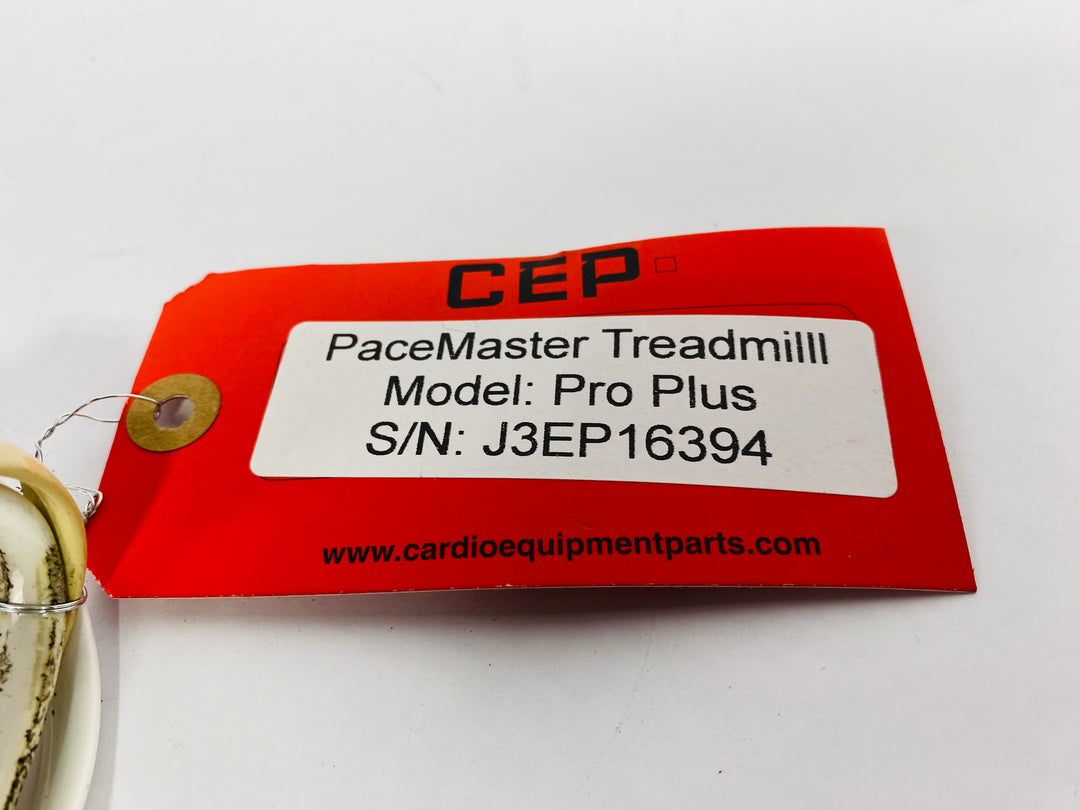 CEP
PaceMaster Treadmilll
Model: Pro Plus
S/N: J3EP16394
www.cardioequipmentparts.com